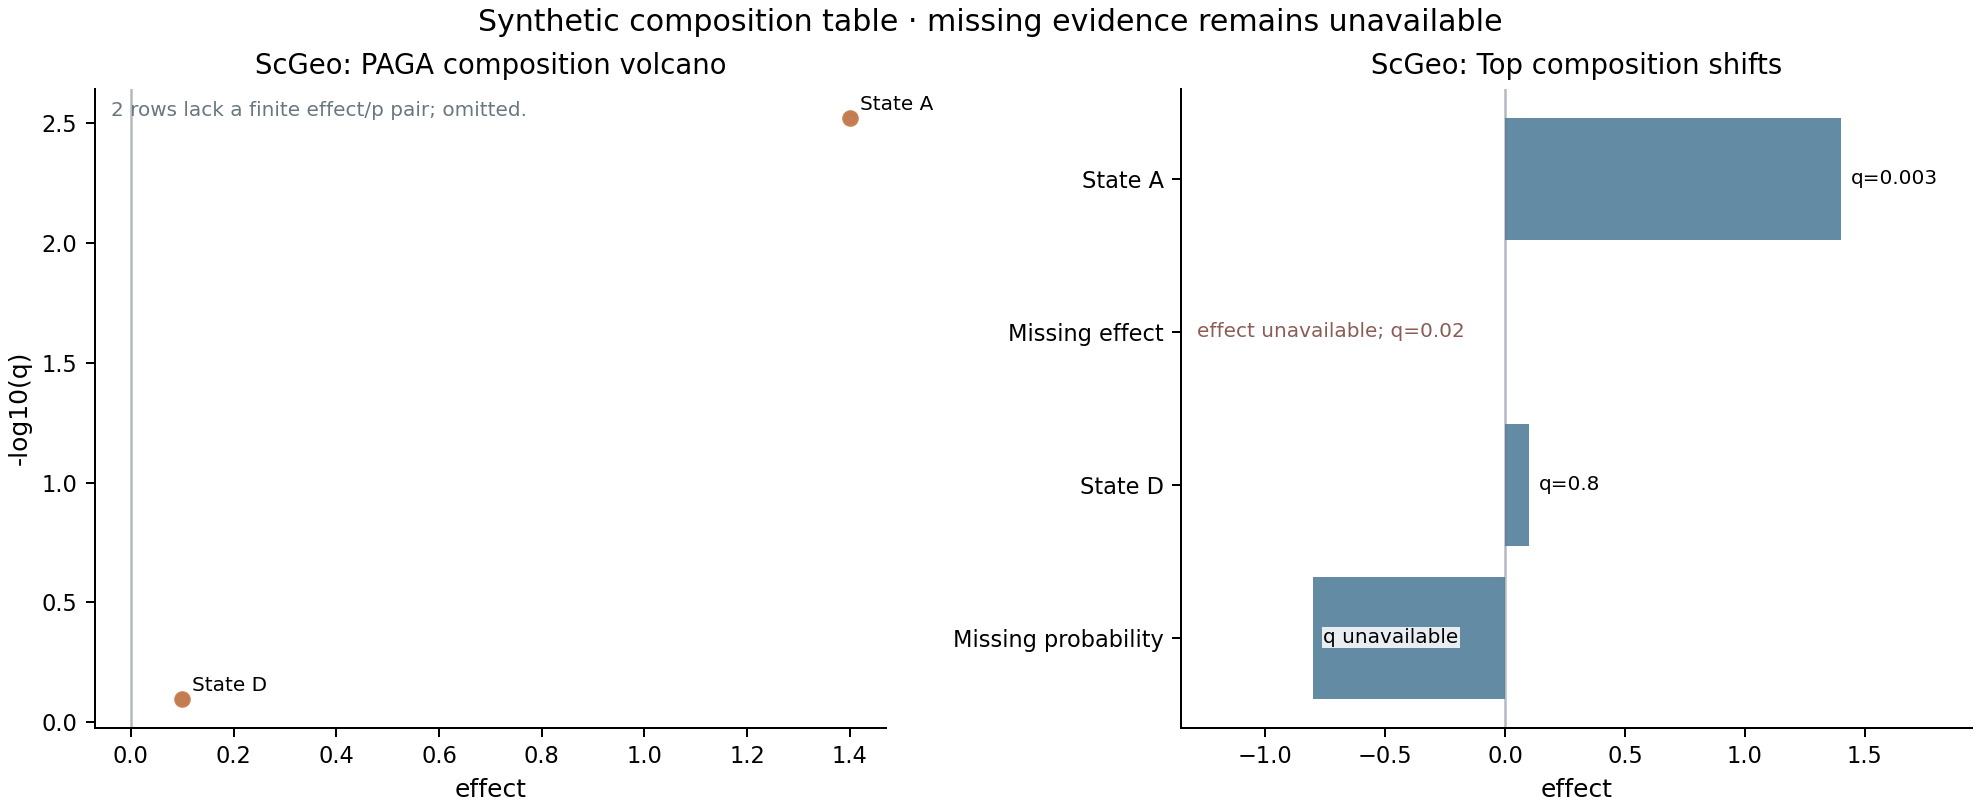 Synthetic composition table · missing evidence remains unavailable
ScGeo: PAGA composition volcano
2 rows lack a finite effect/p pair; omitted.
State A
State D
-log10(q)
2.5
2.0
1.5
1.0
0.5
0.0
0.0 0.2 0.4 0.6 0.8 1.0 1.2 1.4
effect
ScGeo: Top composition shifts
State A
q=0.003
Missing effect
effect unavailable; q=0.02
State D
q=0.8
Missing probability
q unavailable
−1.0 −0.5 0.0 0.5 1.0 1.5
effect